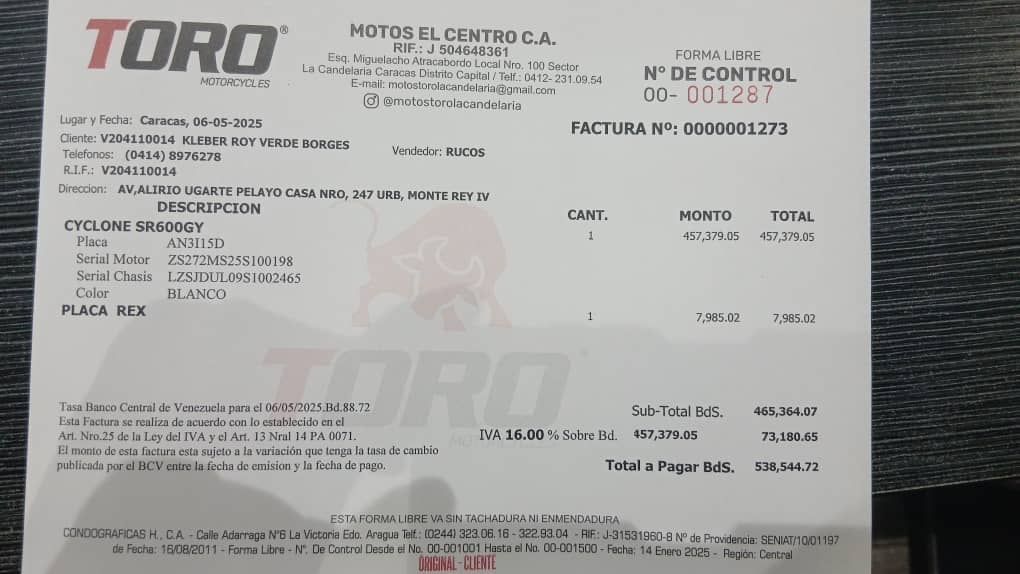 TORO®
MOTORCYCLES
MOTOS EL CENTRO C.A.
RIF.: J 504648361
Esq. Miguelacho Atracabordo Local Nro. 100 Sector
La Candelaria Caracas Distrito Capital / Telf.: 0412- 231.09.54
E-mail: motostorolacandelaria@gmail.com
@motostorolacandelaria
FORMA LIBRE
N° DE CONTROL
00- 001287
FACTURA Nº: 0000001273
Lugar y Fecha: Caracas, 06-05-2025
Cliente: V204110014 KLEBER ROY VERDE BORGES
Telefonos: (0414) 8976278
Vendedor: RUCOS
R.I.F.: V204110014
Direccion: AV,ALIRIO UGARTE PELAYO CASA NRO, 247 URB, MONTE REY IV
DESCRIPCION CANT. MONTO TOTAL
CYCLONE SR600GY 1 457,379.05 457,379.05
Placa AN3I15D
Serial Motor ZS272MS25S100198
Serial Chasis LZSJDUL09S1002465
Color BLANCO
PLACA REX 1 7,985.02 7,985.02
TORO
Tasa Banco Central de Venezuela para el 06/05/2025.Bd.88.72
Esta Factura se realiza de acuerdo con lo establecido en el
Art. Nro.25 de la Ley del IVA y el Art. 13 Nral 14 PA 0071.
El monto de esta factura esta sujeto a la variación que tenga la tasa de cambio
publicada por el BCV entre la fecha de emision y la fecha de pago.
Sub-Total BdS. 465,364.07
IVA 16.00 % Sobre Bd. 457,379.05 73,180.65
Total a Pagar BdS. 538,544.72
ESTA FORMA LIBRE VA SIN TACHADURA NI ENMENDADURA
CONDOGRAFICAS H., C.A. - Calle Adarraga N°6 La Victoria Edo. Aragua Telf.: (0244) 323.06.16 - 322.93.04 - RIF.: J-31531960-8 N° de Providencia: SENIAT/10/01197
de Fecha: 16/08/2011 - Forma Libre - N°. De Control Desde el No. 00-001001 Hasta el No. 00-001500 - Fecha: 14 Enero 2025 - Región: Central
ORIGINAL - CLIENTE